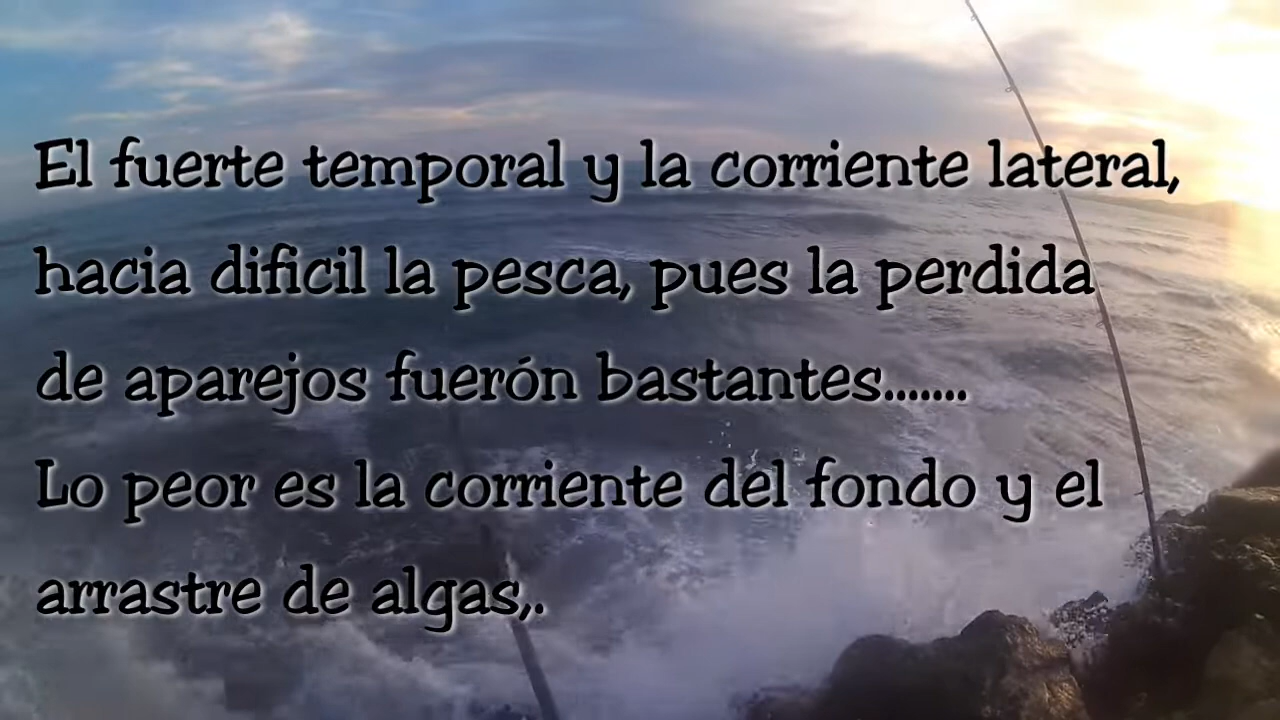 El fuerte temporal y la corriente lateral,
hacia dificil la pesca, pues la perdida
de aparejos fuerón bastantes.......
Lo peor es la corriente del fondo y el
arrastre de algas,.